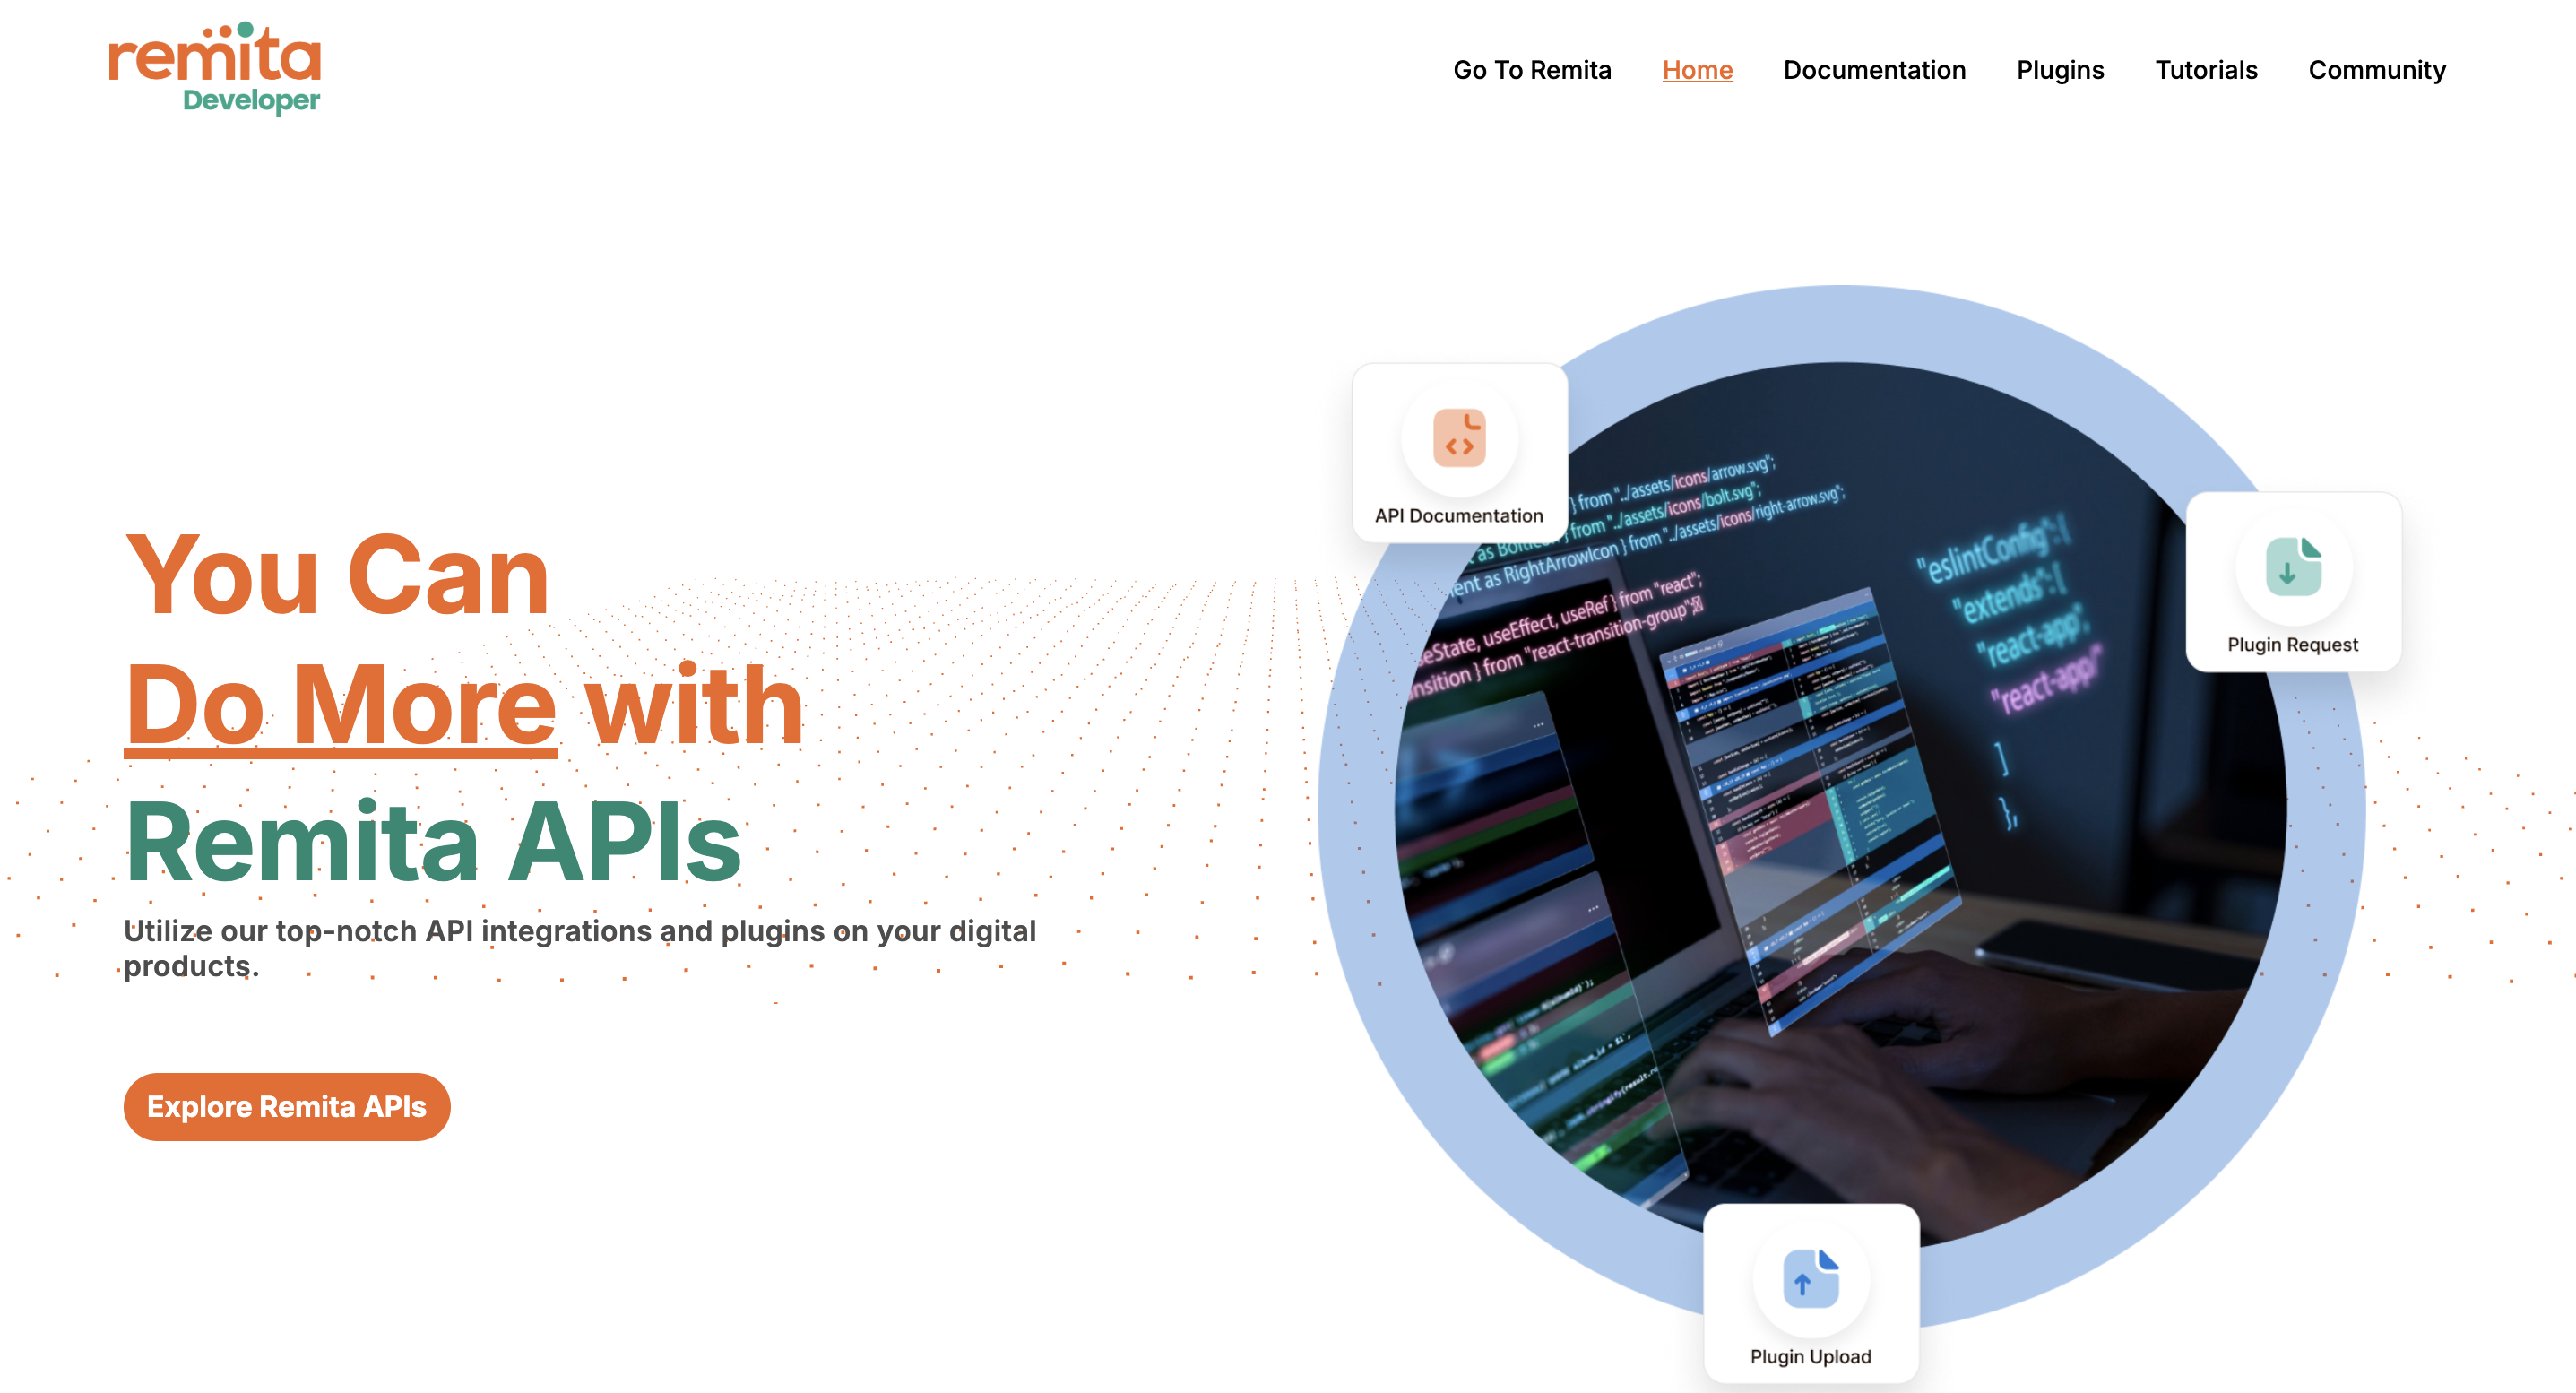 remita
Developer
Go To Remita Home Documentation Plugins Tutorials Community
You Can
Do More with
Remita APIs
Utilize our top-notch API integrations and plugins on your digital
products.
Explore Remita APIs
API Documentation
} from "../assets/icons/arrow.svg";
} from "../assets/icons/bolt.svg";
as RightArrowIcon } from "../assets/icons/right-arrow.svg";
useEffect, useRef } from "react";
} from "react-transition-group";
"eslintConfig": {
"extends": [
"react-app",
"react-app/"
]
},
Plugin Request
Plugin Upload